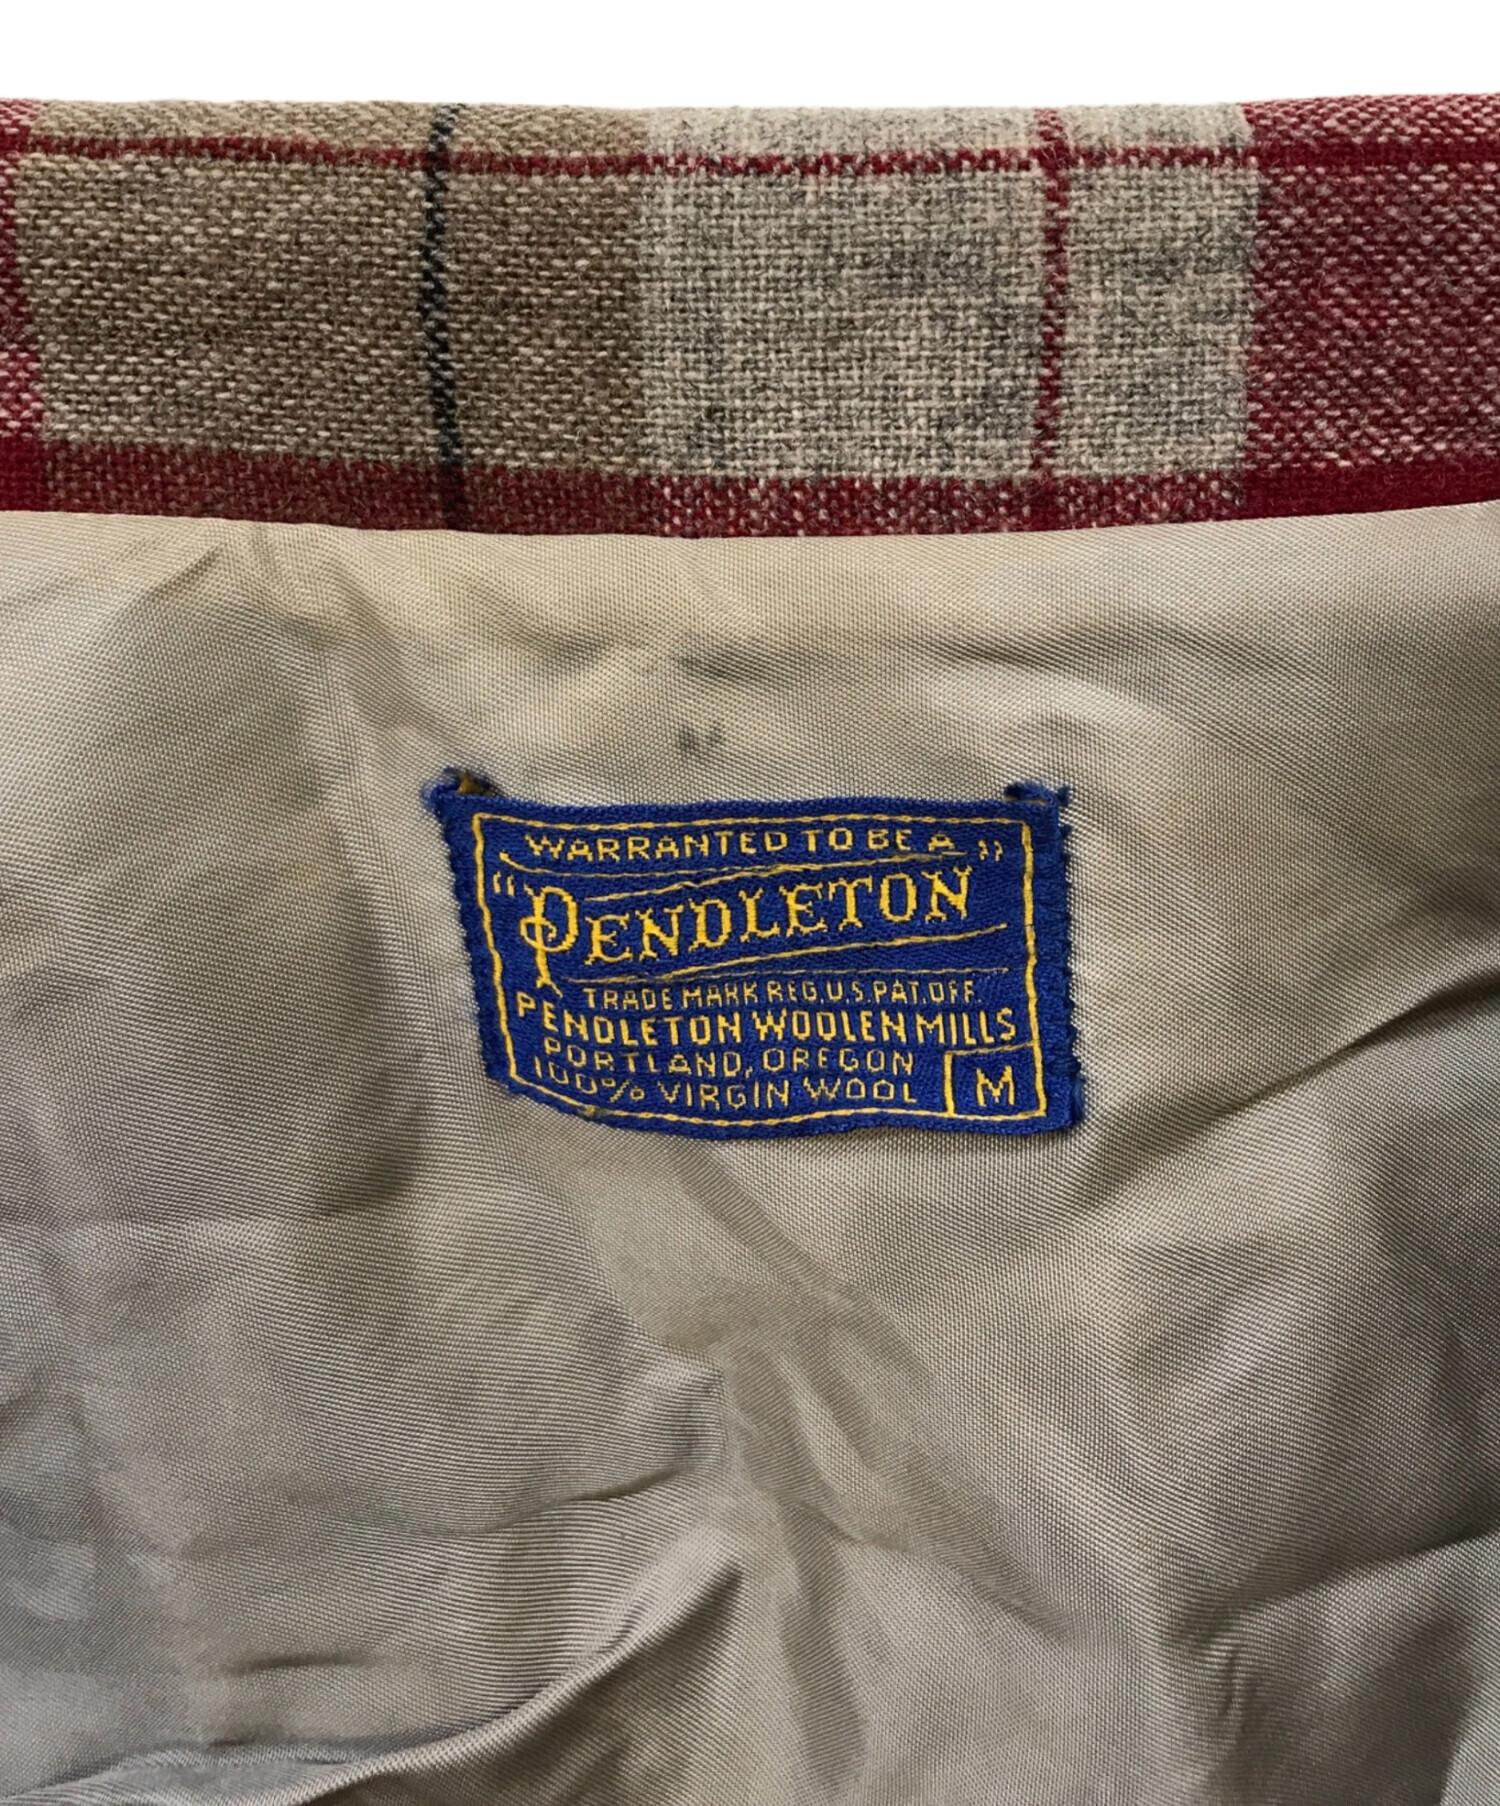 WARRANTED TO BE A
"PENDLETON"
TRADE MARK REG. U.S. PAT. OFF.
PENDLETON WOOLEN MILLS
PORTLAND, OREGON
100% VIRGIN WOOL
M